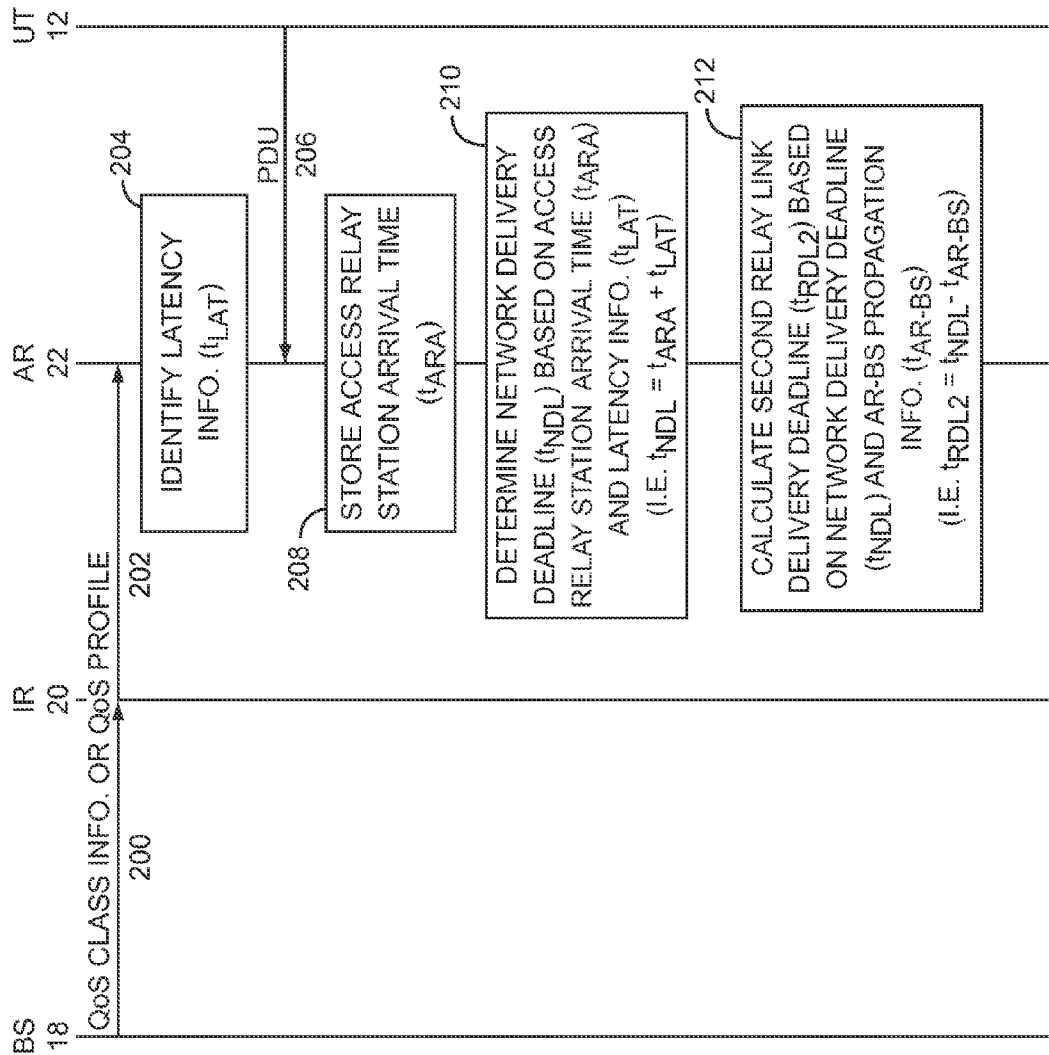 BS
18
IR
20
AR
22
UT
12
QoS CLASS INFO. OR QoS PROFILE
200
202
204
IDENTIFY LATENCY
INFO. (tLAT)
PDU
206
208
STORE ACCESS RELAY
STATION ARRIVAL TIME
(tARA)
210
DETERMINE NETWORK DELIVERY
DEADLINE (tNDL) BASED ON ACCESS
RELAY STATION ARRIVAL TIME (tARA)
AND LATENCY INFO. (tLAT)
(I.E. tNDL = tARA + tLAT)
212
CALCULATE SECOND RELAY LINK
DELIVERY DEADLINE (tRDL2) BASED
ON NETWORK DELIVERY DEADLINE
(tNDL) AND AR-BS PROPAGATION
INFO. (tAR-BS)
(I.E. tRDL2 = tNDL - tAR-BS)